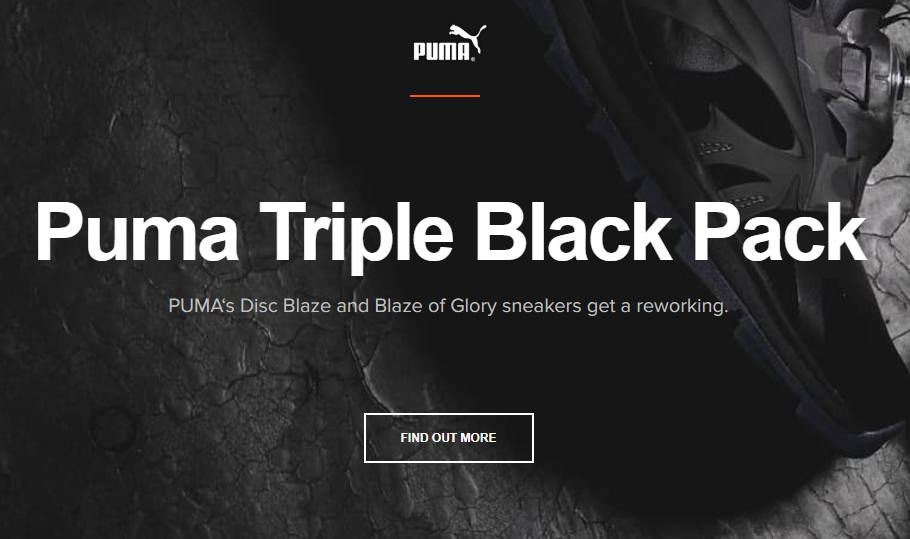 PUMA®
Puma Triple Black Pack
PUMA‘s Disc Blaze and Blaze of Glory sneakers get a reworking.
FIND OUT MORE